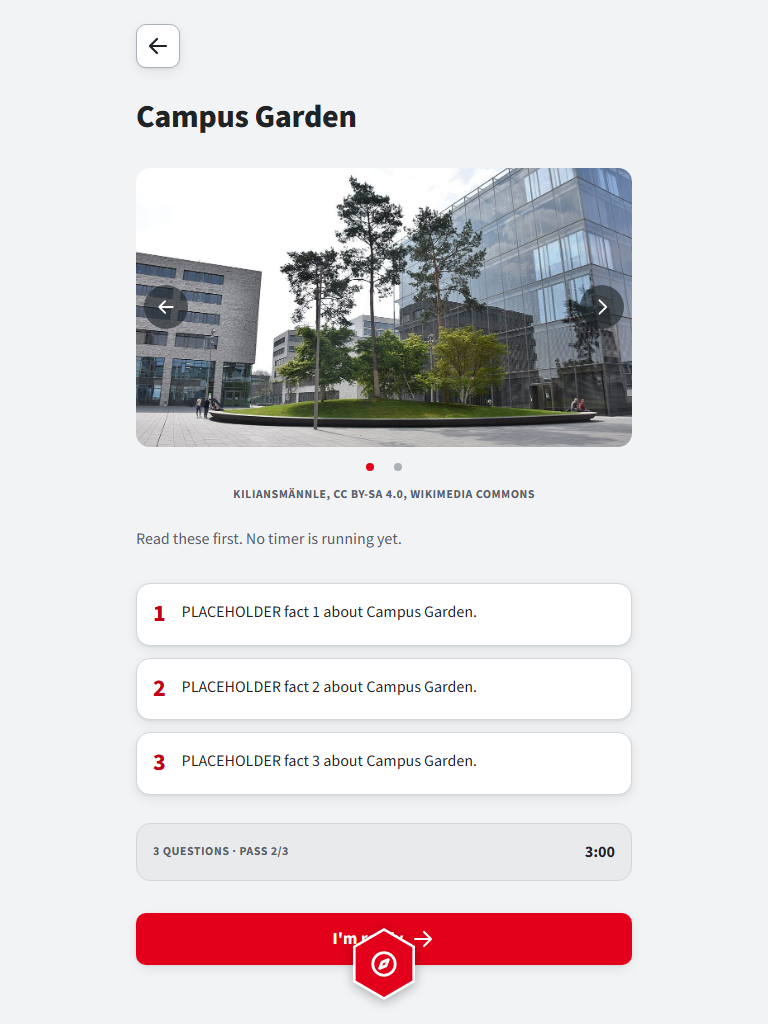 Campus Garden
KILIANSMÄNNLE, CC BY-SA 4.0, WIKIMEDIA COMMONS
Read these first. No timer is running yet.
1 PLACEHOLDER fact 1 about Campus Garden.
2 PLACEHOLDER fact 2 about Campus Garden.
3 PLACEHOLDER fact 3 about Campus Garden.
3 QUESTIONS · PASS 2/3 3:00
I'm